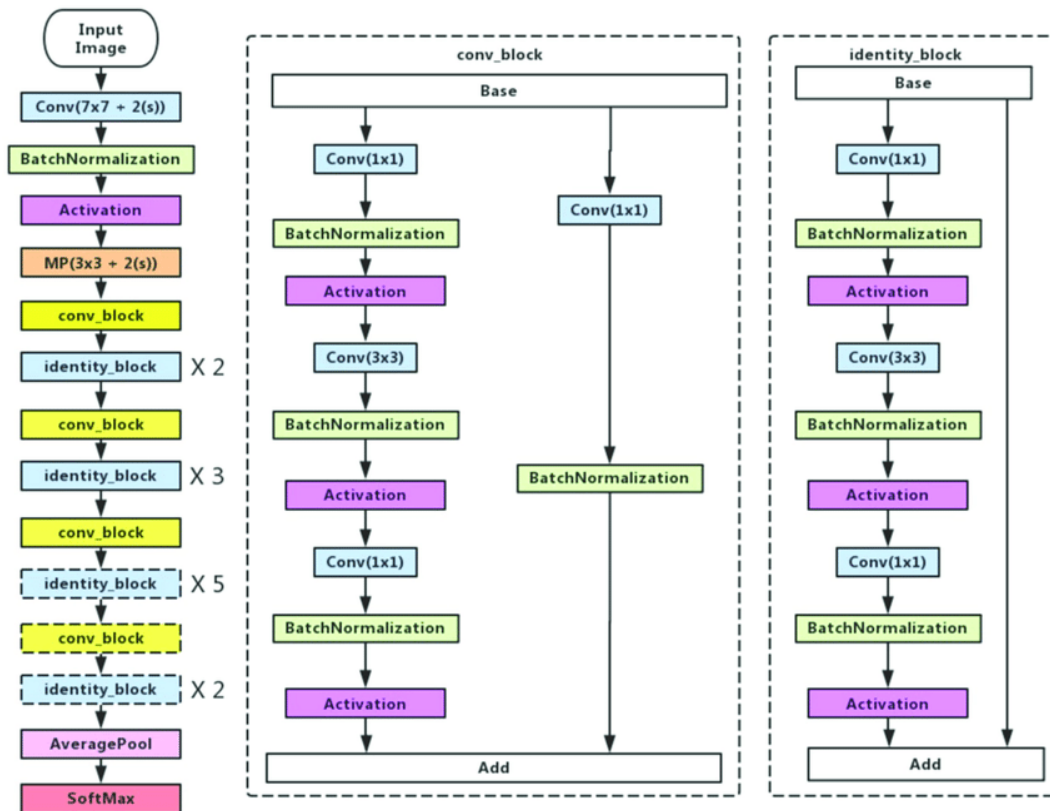 Input
Image
Conv(7x7 + 2(s))
BatchNormalization
Activation
MP(3x3 + 2(s))
conv_block
identity_block X 2
conv_block
identity_block X 3
conv_block
identity_block X 5
conv_block
identity_block X 2
AveragePool
SoftMax
conv_block
Base
Conv(1x1)
BatchNormalization
Activation
Conv(3x3)
BatchNormalization
Activation
Conv(1x1)
BatchNormalization
Activation
Conv(1x1)
BatchNormalization
Add
identity_block
Base
Conv(1x1)
BatchNormalization
Activation
Conv(3x3)
BatchNormalization
Activation
Conv(1x1)
BatchNormalization
Activation
Add